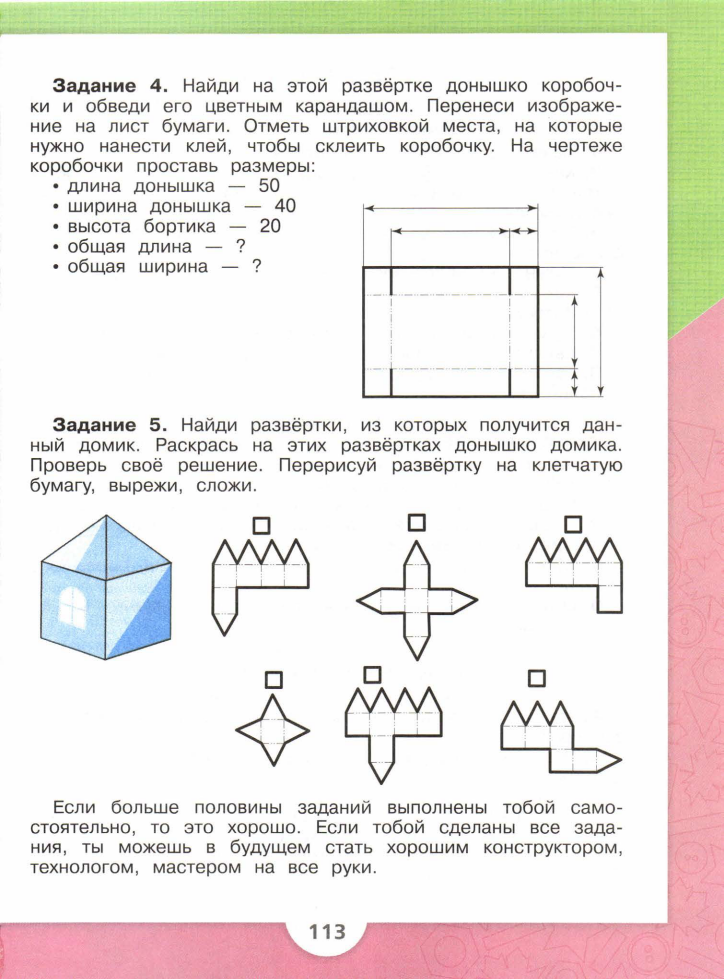 Задание 4. Найди на этой развёртке донышко коробоч-
ки и обведи его цветным карандашом. Перенеси изображе-
ние на лист бумаги. Отметь штриховкой места, на которые
нужно нанести клей, чтобы склеить коробочку. На чертеже
коробочки проставь размеры:
• длина донышка — 50
• ширина донышка — 40
• высота бортика — 20
• общая длина — ?
• общая ширина — ?
Задание 5. Найди развёртки, из которых получится дан-
ный домик. Раскрась на этих развёртках донышко домика.
Проверь своё решение. Перерисуй развёртку на клетчатую
бумагу, вырежи, сложи.
Если больше половины заданий выполнены тобой само-
стоятельно, то это хорошо. Если тобой сделаны все зада-
ния, ты можешь в будущем стать хорошим конструктором,
технологом, мастером на все руки.
113